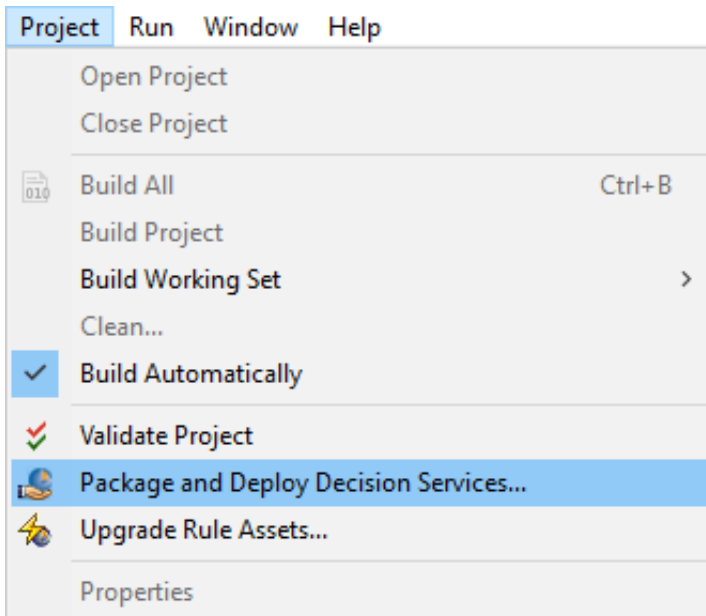 Project Run Window Help
Open Project
Close Project
010
Build All Ctrl+B
Build Project
Build Working Set
Clean...
Build Automatically
Validate Project
Package and Deploy Decision Services...
Upgrade Rule Assets...
Properties